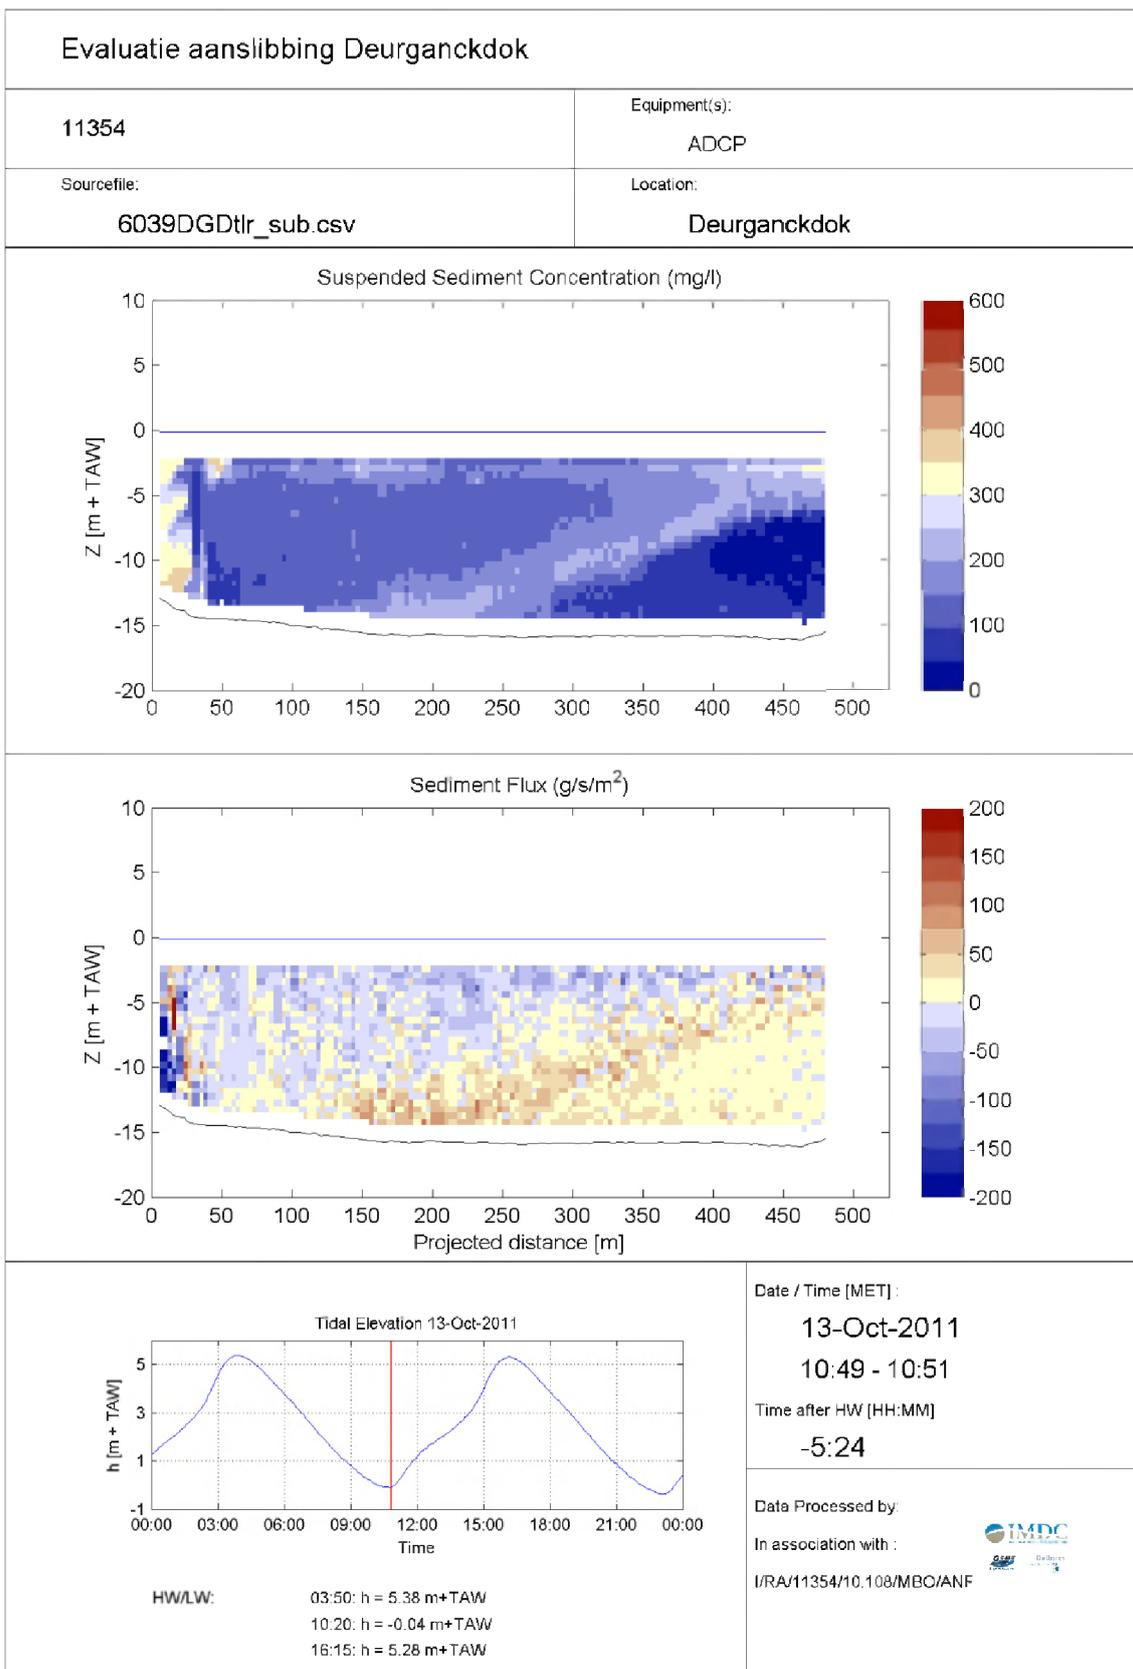 Evaluatie aanslibbing Deurganckdok
11354
Equipment(s):
ADCP
Sourcefile:
6039DGDtlr_sub.csv
Location:
Deurganckdok
Suspended Sediment Concentration (mg/l)
10
5
0
-5
-10
-15
-20
Z [m + TAW]
0 50 100 150 200 250 300 350 400 450 500
600
500
400
300
200
100
0
Sediment Flux (g/s/m²)
10
5
0
-5
-10
-15
-20
Z [m + TAW]
0 50 100 150 200 250 300 350 400 450 500
Projected distance [m]
200
150
100
50
0
-50
-100
-150
-200
Tidal Elevation 13-Oct-2011
5
3
1
-1
h [m + TAW]
00:00 03:00 06:00 09:00 12:00 15:00 18:00 21:00 00:00
Time
HW/LW:
03:50: h = 5.38 m+TAW
10:20: h = -0.04 m+TAW
16:15: h = 5.28 m+TAW
Date / Time [MET] :
13-Oct-2011
10:49 - 10:51
Time after HW [HH:MM]
-5:24
Data Processed by:
IMDC
In association with :
I/RA/11354/10.108/MBO/ANF